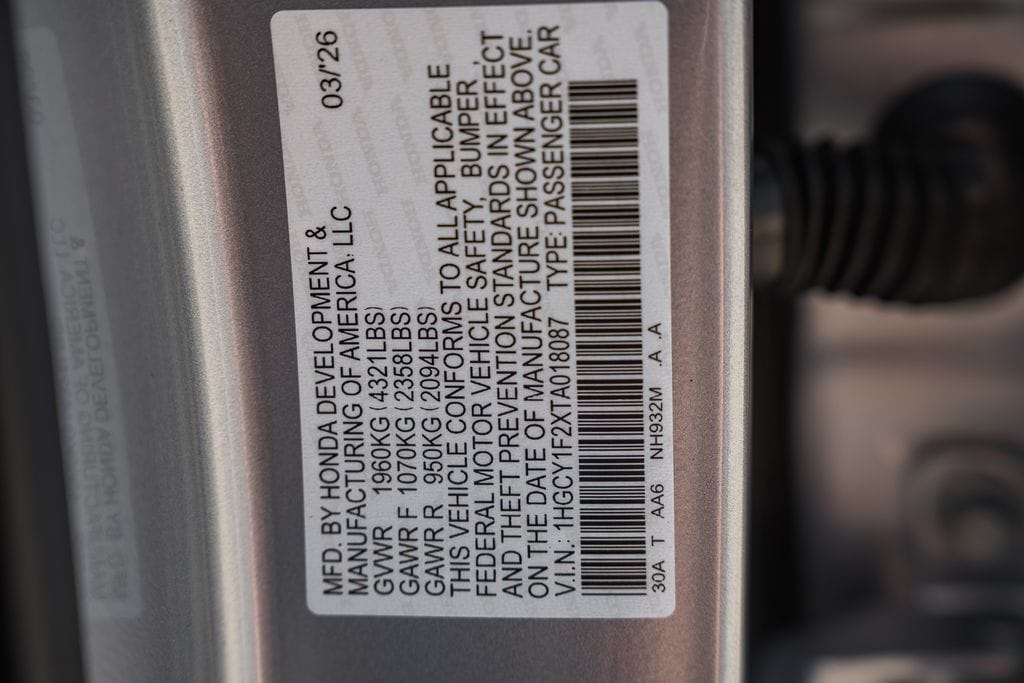 MFD. BY HONDA DEVELOPMENT & 03/'26
MANUFACTURING OF AMERICA, LLC
GVWR 1960KG (4321LBS)
GAWR F 1070KG (2358LBS)
GAWR R 950KG (2094LBS)
THIS VEHICLE CONFORMS TO ALL APPLICABLE
FEDERAL MOTOR VEHICLE SAFETY, BUMPER ,
AND THEFT PREVENTION STANDARDS IN EFFECT
ON THE DATE OF MANUFACTURE SHOWN ABOVE.
V.I.N.: 1HGCY1F2XTA018087 TYPE: PASSENGER CAR
30A T AA6 NH932M .A .A